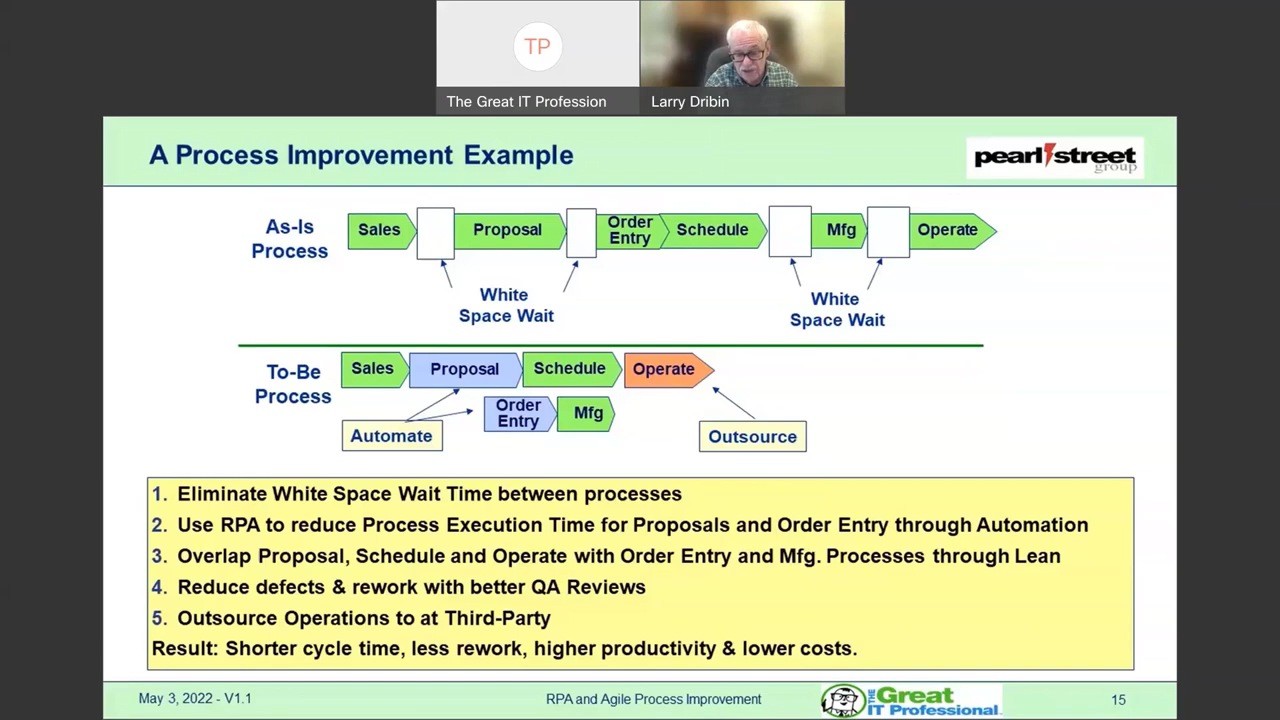 TP
The Great IT Profession
Larry Dribin
A Process Improvement Example
pearl street
group
As-Is
Process
Sales
Proposal
Order
Entry
Schedule
Mfg
Operate
White
Space Wait
White
Space Wait
To-Be
Process
Sales
Proposal
Schedule
Operate
Order
Entry
Mfg
Automate
Outsource
1. Eliminate White Space Wait Time between processes
2. Use RPA to reduce Process Execution Time for Proposals and Order Entry through Automation
3. Overlap Proposal, Schedule and Operate with Order Entry and Mfg. Processes through Lean
4. Reduce defects & rework with better QA Reviews
5. Outsource Operations to at Third-Party
Result: Shorter cycle time, less rework, higher productivity & lower costs.
May 3, 2022 - V1.1
RPA and Agile Process Improvement
THE Great
IT Professional
15